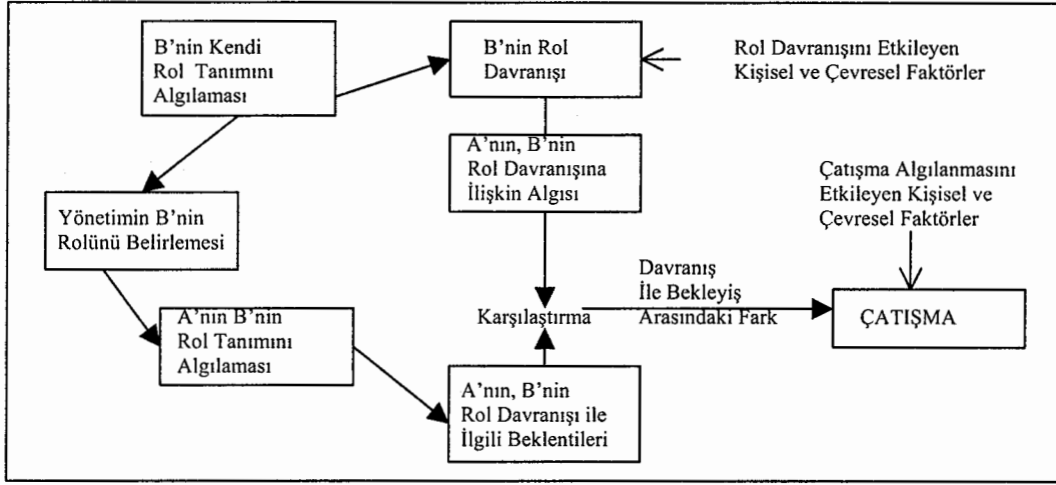 B'nin Kendi
Rol Tanımını
Algılaması
B'nin Rol
Davranışı
Rol Davranışını Etkileyen
Kişisel ve Çevresel Faktörler
A'nın, B'nin
Rol Davranışına
İlişkin Algısı
Çatışma Algılanmasını
Etkileyen Kişisel ve
Çevresel Faktörler
Yönetimin B'nin
Rolünü Belirlemesi
Davranış
İle Bekleyiş
Arasındaki Fark
Karşılaştırma
ÇATIŞMA
A'nın B'nin
Rol Tanımını
Algılaması
A'nın, B'nin
Rol Davranışı ile
İlgili Beklentileri